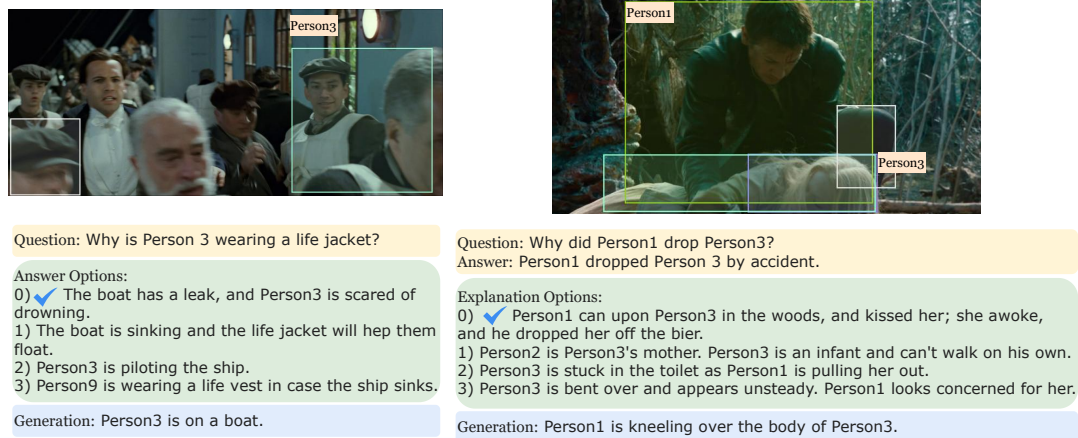 Person3
Question: Why is Person 3 wearing a life jacket?
Answer Options:
0) The boat has a leak, and Person3 is scared of
drowning.
1) The boat is sinking and the life jacket will hep them
float.
2) Person3 is piloting the ship.
3) Person9 is wearing a life vest in case the ship sinks.
Generation: Person3 is on a boat.
Person1
Person3
Question: Why did Person1 drop Person3?
Answer: Person1 dropped Person 3 by accident.
Explanation Options:
0) Person1 can upon Person3 in the woods, and kissed her; she awoke,
and he dropped her off the bier.
1) Person2 is Person3's mother. Person3 is an infant and can't walk on his own.
2) Person3 is stuck in the toilet as Person1 is pulling her out.
3) Person3 is bent over and appears unsteady. Person1 looks concerned for her.
Generation: Person1 is kneeling over the body of Person3.